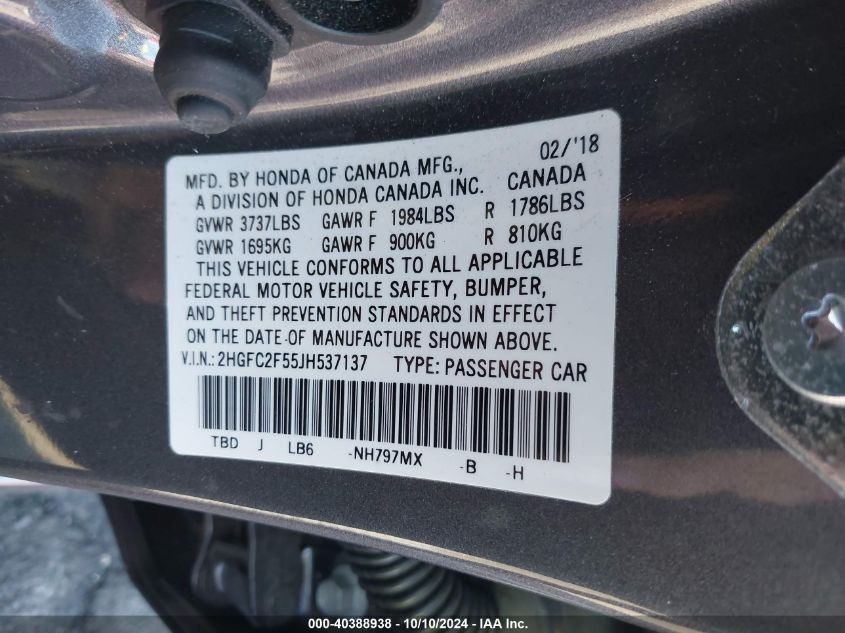 MFD. BY HONDA OF CANADA MFG., 02/'18
A DIVISION OF HONDA CANADA INC. CANADA
GVWR 3737LBS GAWR F 1984LBS R 1786LBS
GVWR 1695KG GAWR F 900KG R 810KG
THIS VEHICLE CONFORMS TO ALL APPLICABLE
FEDERAL MOTOR VEHICLE SAFETY, BUMPER,
AND THEFT PREVENTION STANDARDS IN EFFECT
ON THE DATE OF MANUFACTURE SHOWN ABOVE.
V.I.N.: 2HGFC2F55JH537137 TYPE: PASSENGER CAR
TBD J LB6 -NH797MX -B -H
000-40388938 - 10/10/2024 - IAA Inc.